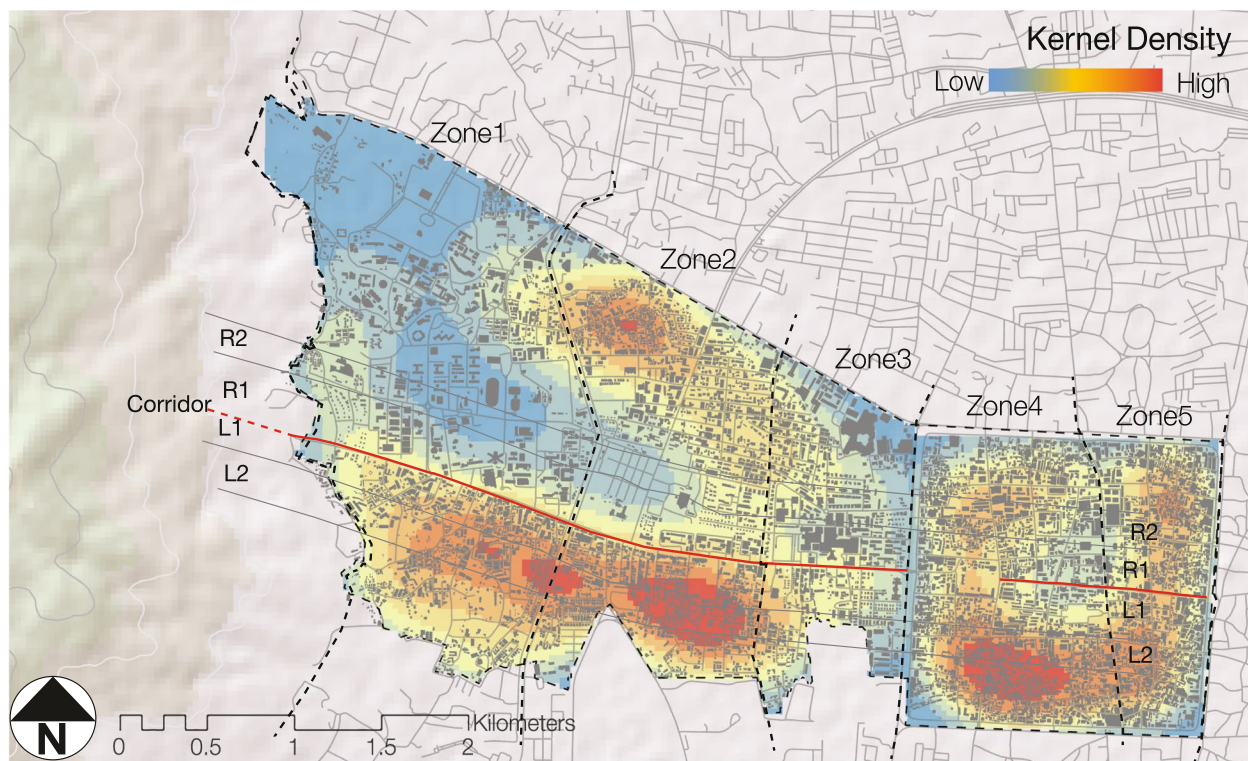 Kernel Density
Low High
Zone1
Zone2
Zone3
Zone4
Zone5
R2
R1
Corridor
L1
L2
R2
R1
L1
L2
N
Kilometers
0 0.5 1 1.5 2